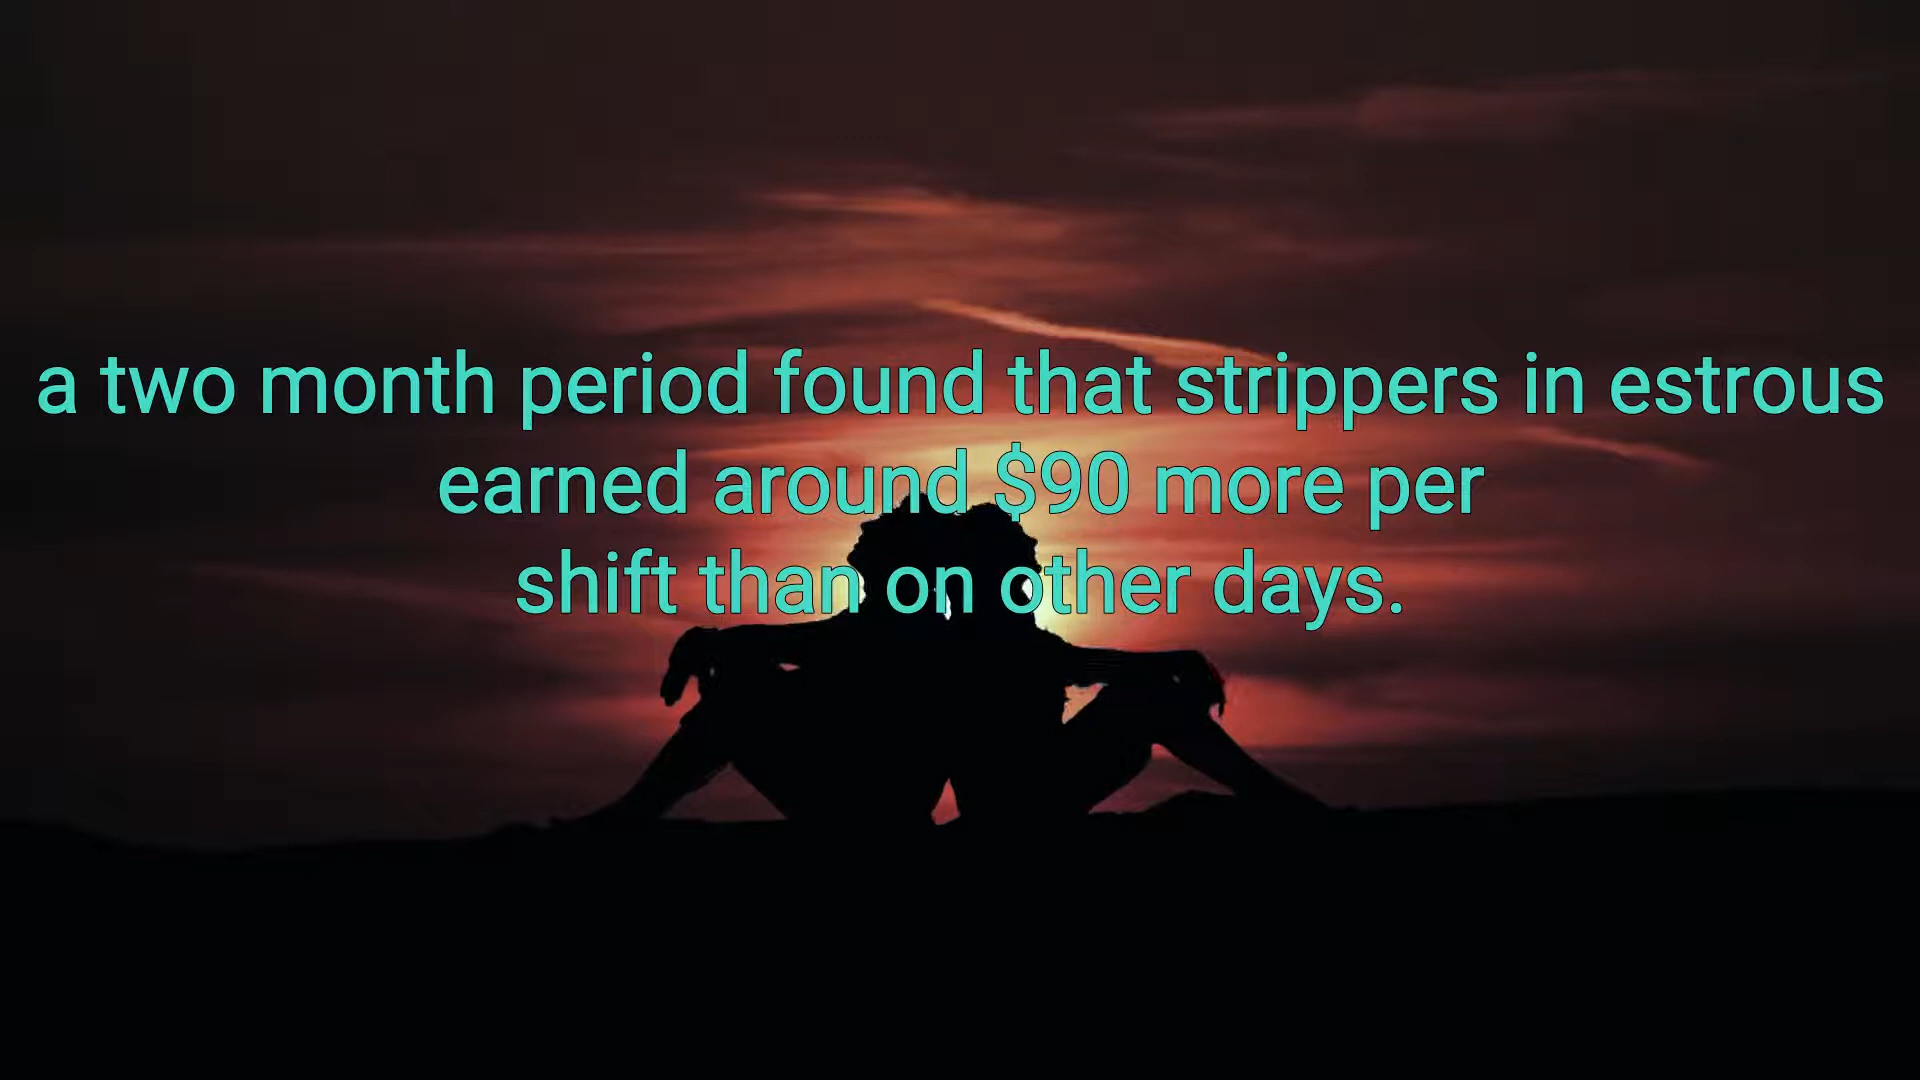 a two month period found that strippers in estrous
earned around $90 more per
shift than on other days.